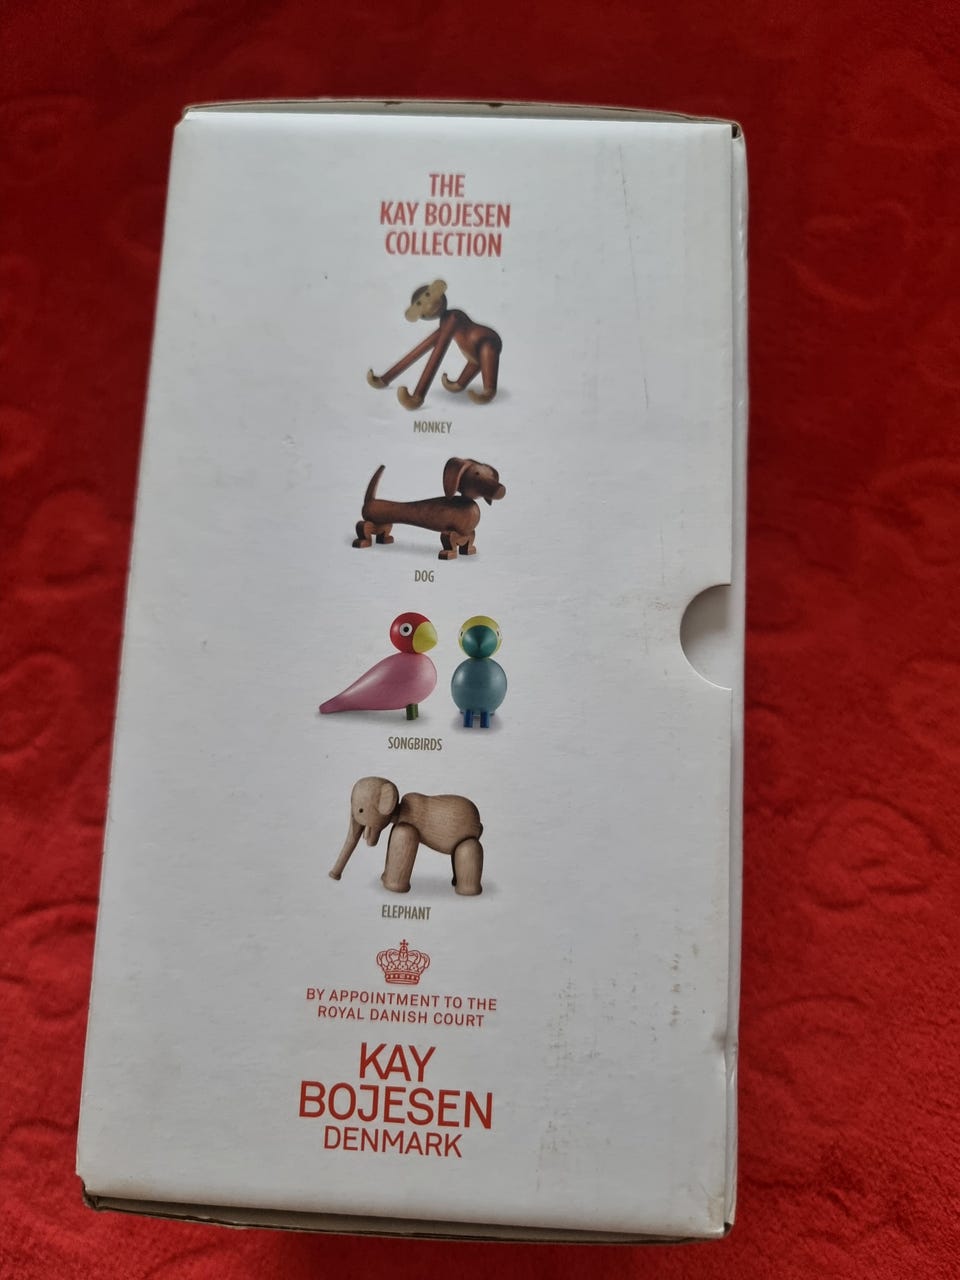 THE
KAY BOJESEN
COLLECTION
MONKEY
DOG
SONGBIRDS
ELEPHANT
BY APPOINTMENT TO THE
ROYAL DANISH COURT
KAY
BOJESEN
DENMARK